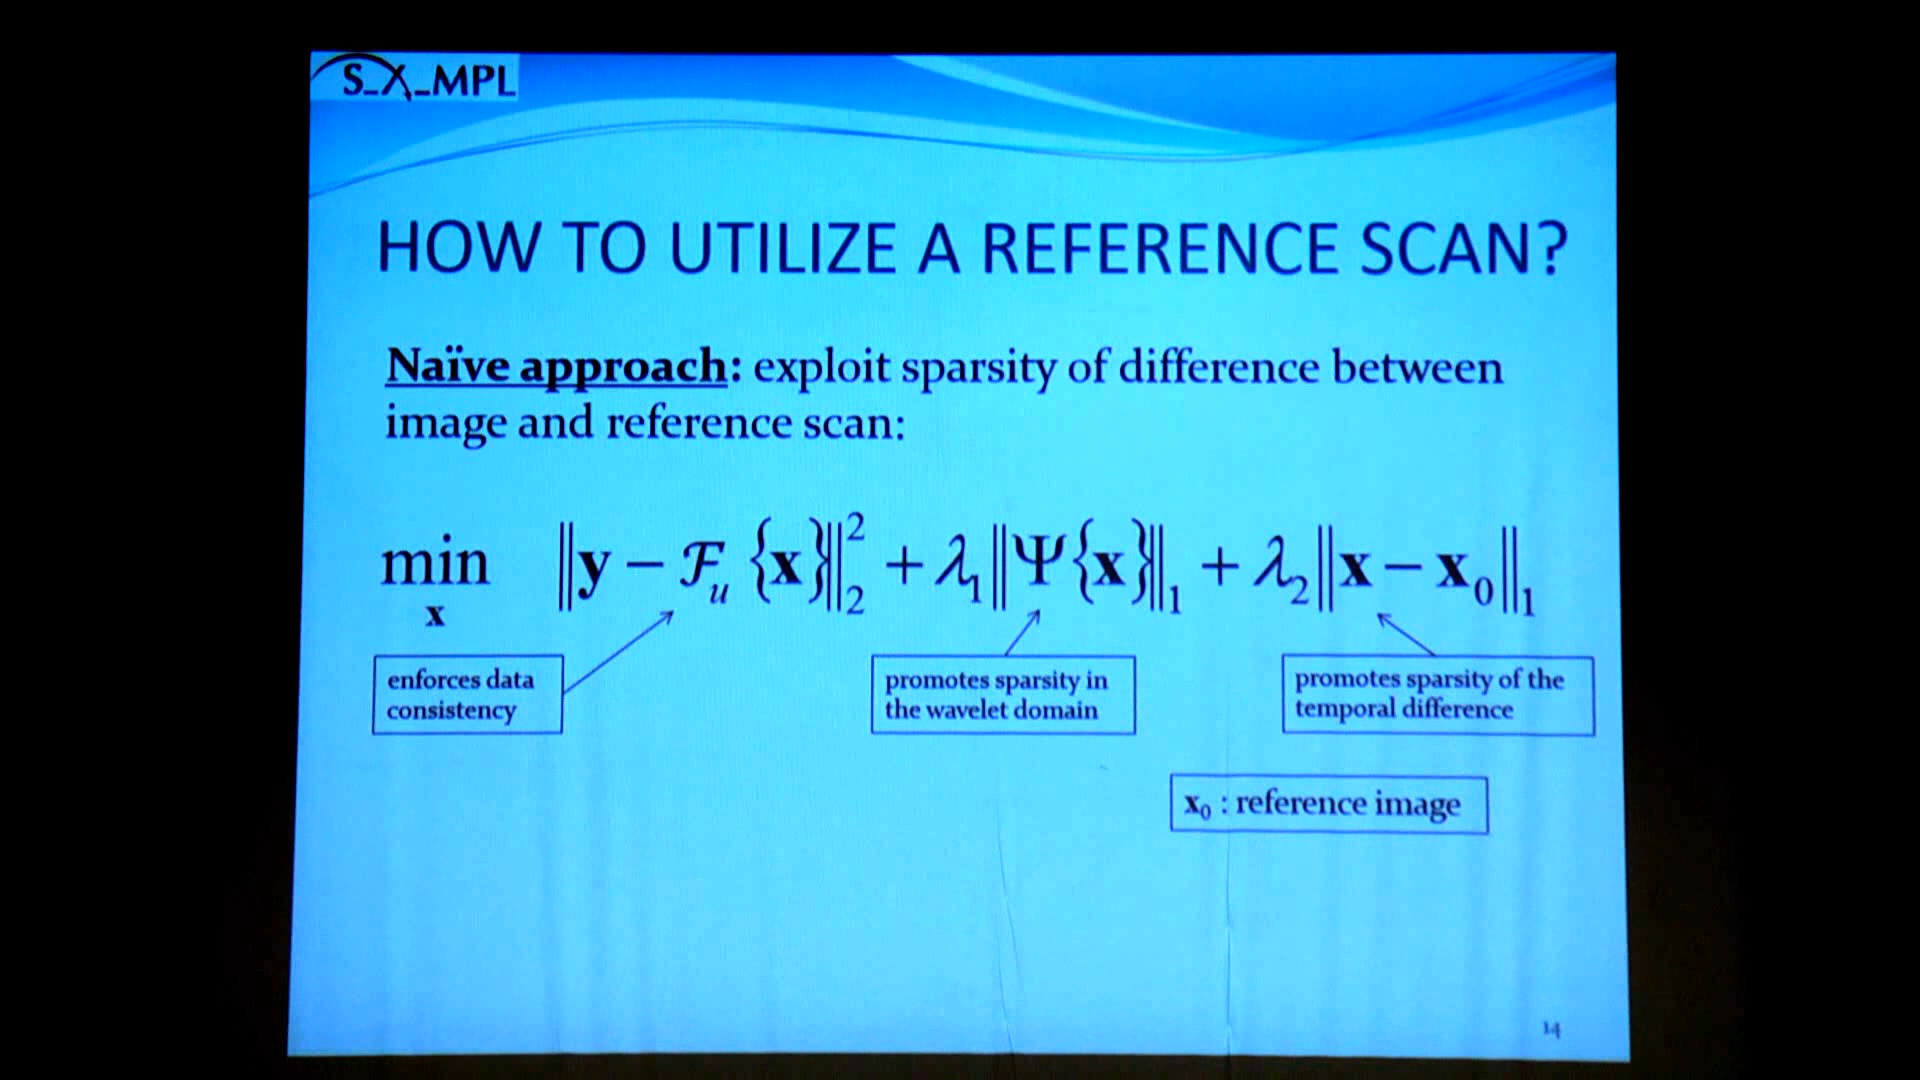 S_X_MPL
HOW TO UTILIZE A REFERENCE SCAN?
Naïve approach: exploit sparsity of difference between
image and reference scan:
min ‖y − ℱᵤ {x}‖₂² + λ₁‖Ψ{x}‖₁ + λ₂‖x − x₀‖₁
x
enforces data
consistency
promotes sparsity in
the wavelet domain
promotes sparsity of the
temporal difference
x₀ : reference image
14